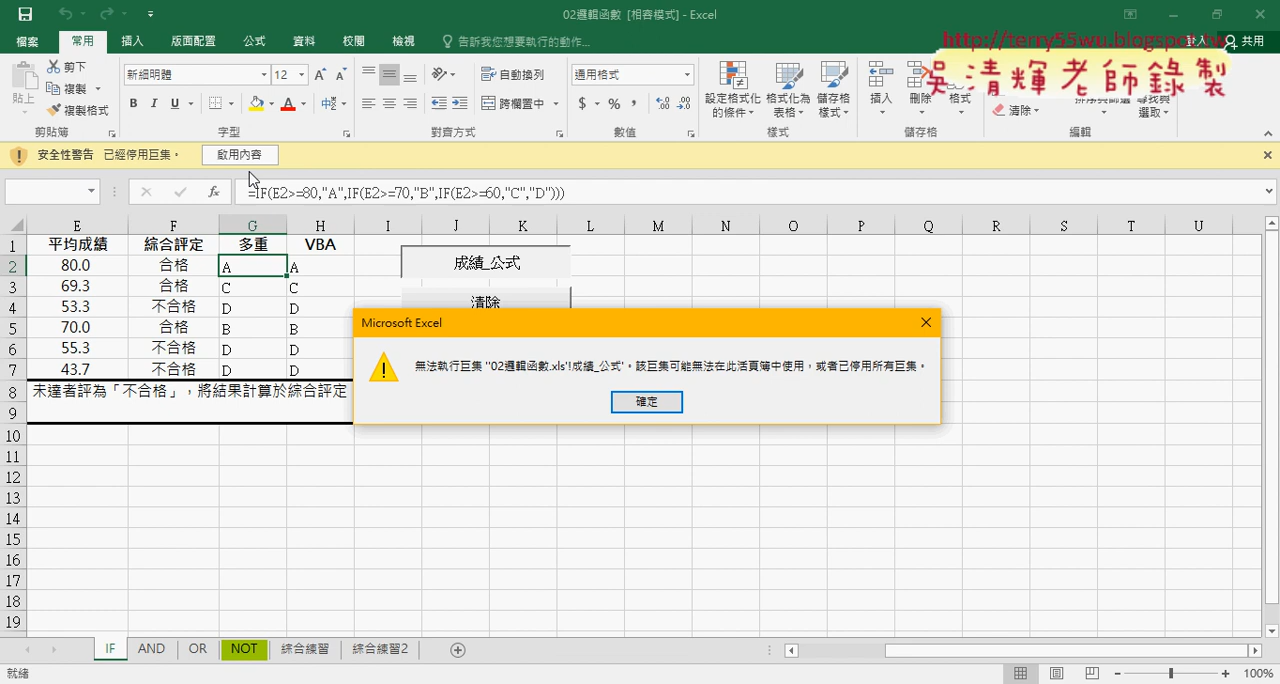 02邏輯函數 [相容模式] - Excel
檔案 常用 插入 版面配置 公式 資料 校閱 檢視 告訴我您想要執行的動作... 登入 共用
http://terry55wu.blogspot.tw
吳清輝老師錄製
貼上 剪下 複製 複製格式 剪貼簿
新細明體 12 B I U 字型
自動換列 跨欄置中 對齊方式
通用格式 $ % , 數值
設定格式化的條件 格式化為表格 儲存格樣式 樣式
插入 刪除 格式 儲存格
清除 尋找與選取 編輯
安全性警告 已經停用巨集。 啟用內容
fx =IF(E2>=80,"A",IF(E2>=70,"B",IF(E2>=60,"C","D")))
E F G H I J K L M N O P Q R S T U
1 平均成績 綜合評定 多重 VBA
2 80.0 合格 A A
3 69.3 合格 C C
4 53.3 不合格 D D
5 70.0 合格 B B
6 55.3 不合格 D D
7 43.7 不合格 D D
8 未達者評為「不合格」，將結果計算於綜合評定
9
10
11
12
13
14
15
16
17
18
19
成績_公式
清除
Microsoft Excel
無法執行巨集 "02邏輯函數.xls'!成績_公式'。該巨集可能無法在此活頁簿中使用，或者已停用所有巨集。
確定
IF AND OR NOT 綜合練習 綜合練習2
就緒 100%